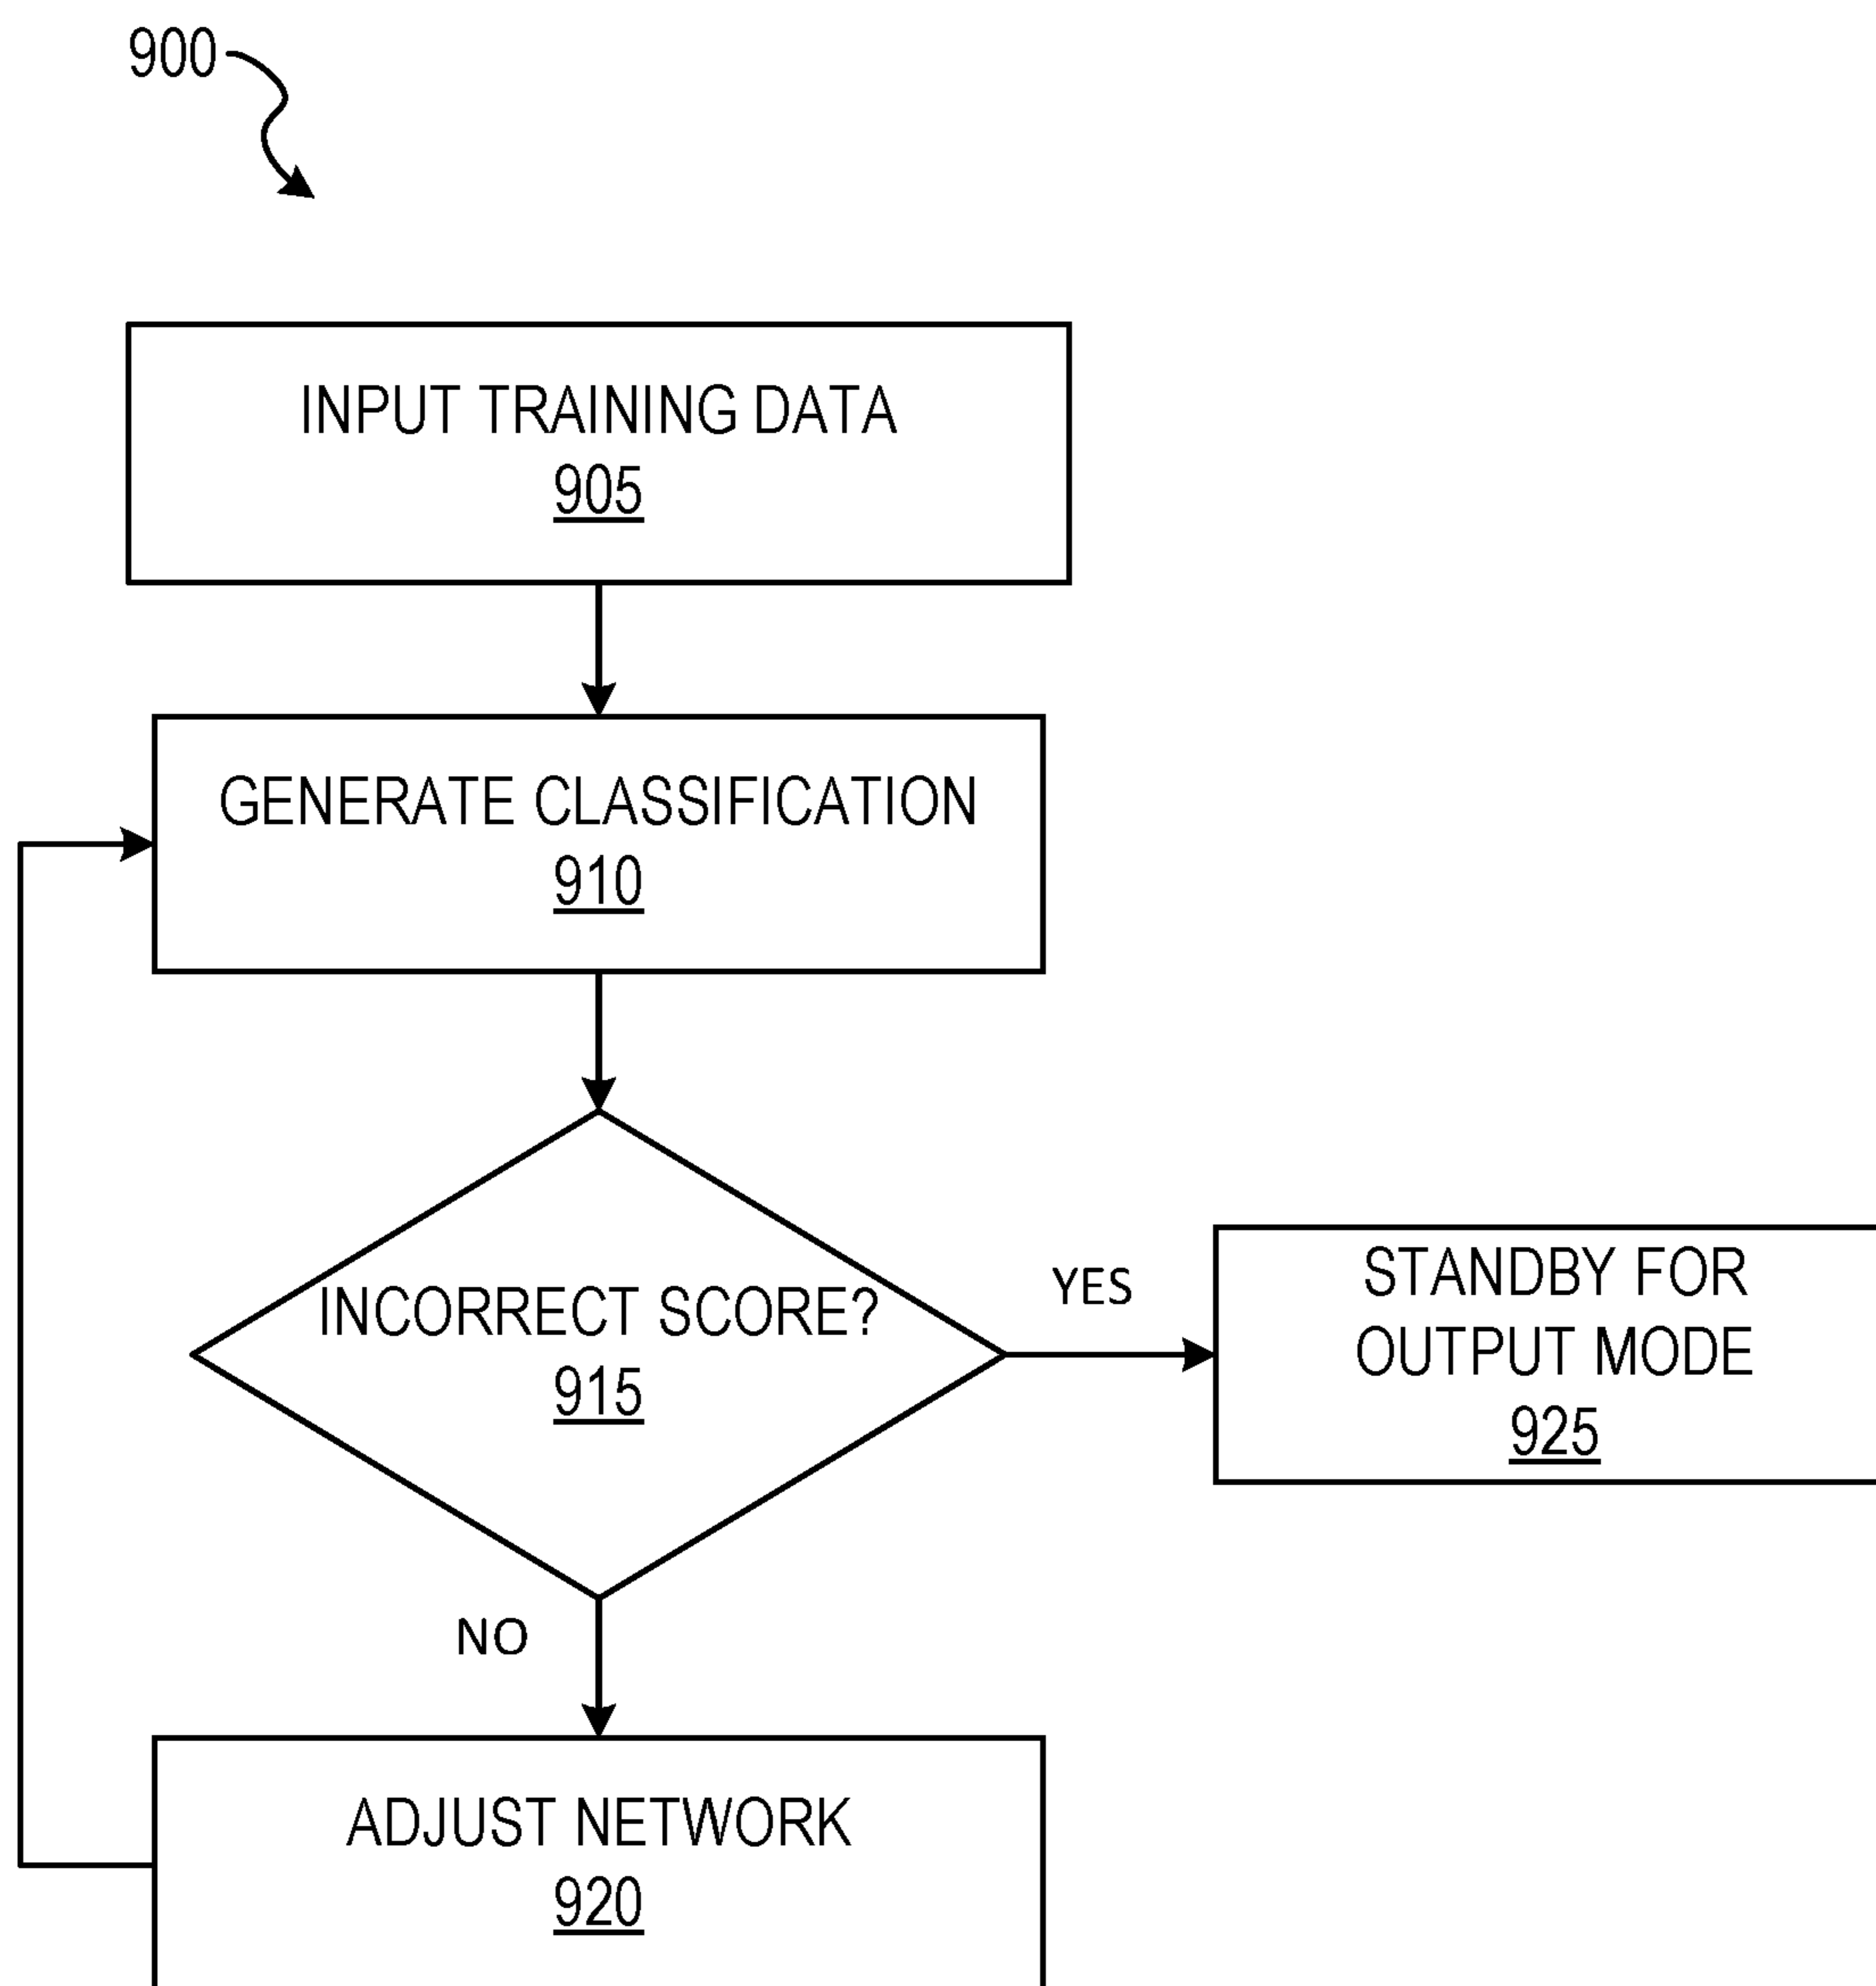 900
INPUT TRAINING DATA
905
GENERATE CLASSIFICATION
910
INCORRECT SCORE?
915
YES
STANDBY FOR
OUTPUT MODE
925
NO
ADJUST NETWORK
920